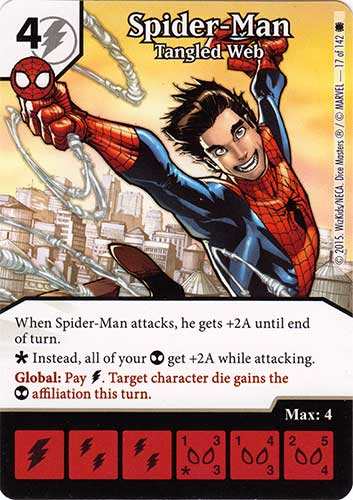 4
Spider-Man
Tangled Web
© 2015. WizKids/NECA. Dice Masters ® / © MARVEL — 17 of 142
When Spider-Man attacks, he gets +2A until end
of turn.
* Instead, all of your get +2A while attacking.
Global: Pay . Target character die gains the
affiliation this turn.
Max: 4
1 3
* 3
1 4
3
2 5
4